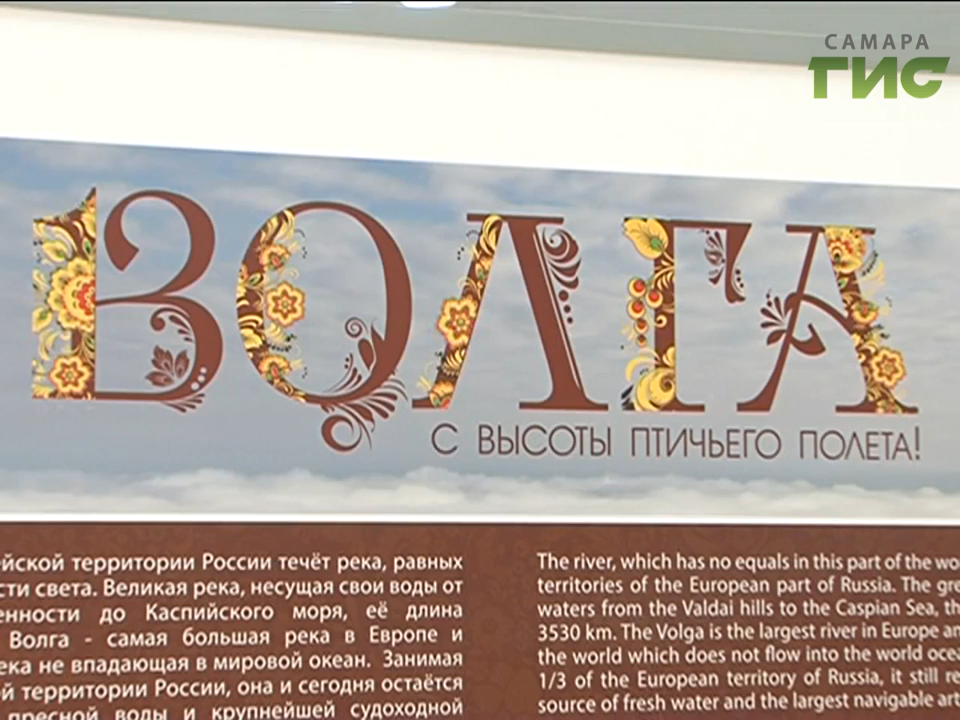 САМАРА
ГИС
ВОЛГА
С ВЫСОТЫ ПТИЧЬЕГО ПОЛЕТА!
территории России течёт река, равных
света. Великая река, несущая свои воды от
до Каспийского моря, её длина
Волга - самая большая река в Европе и
не впадающая в мировой океан. Занимая
территории России, она и сегодня остаётся
пресной воды и крупнейшей судоходной
The river, which has no equals in this part of the
territories of the European part of Russia. The
waters from the Valdai hills to the Caspian Sea,
3530 km. The Volga is the largest river in Europe
the world which does not flow into the world
1/3 of the European territory of Russia, it still
source of fresh water and the largest navigable